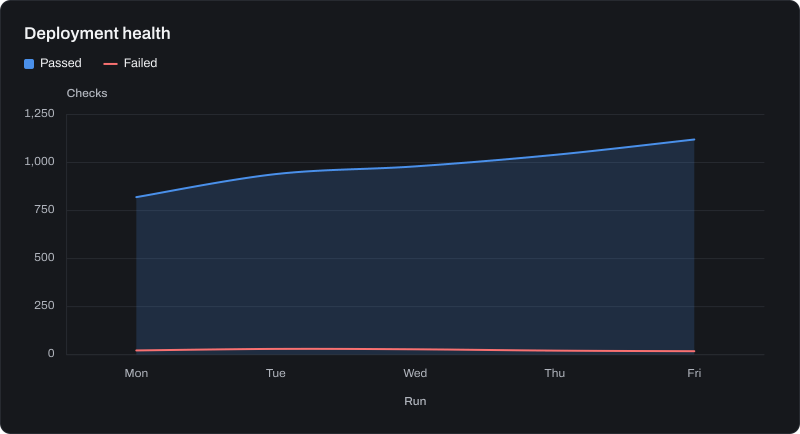 Deployment health
Passed Failed
Checks
1,250
1,000
750
500
250
0
Mon Tue Wed Thu Fri
Run